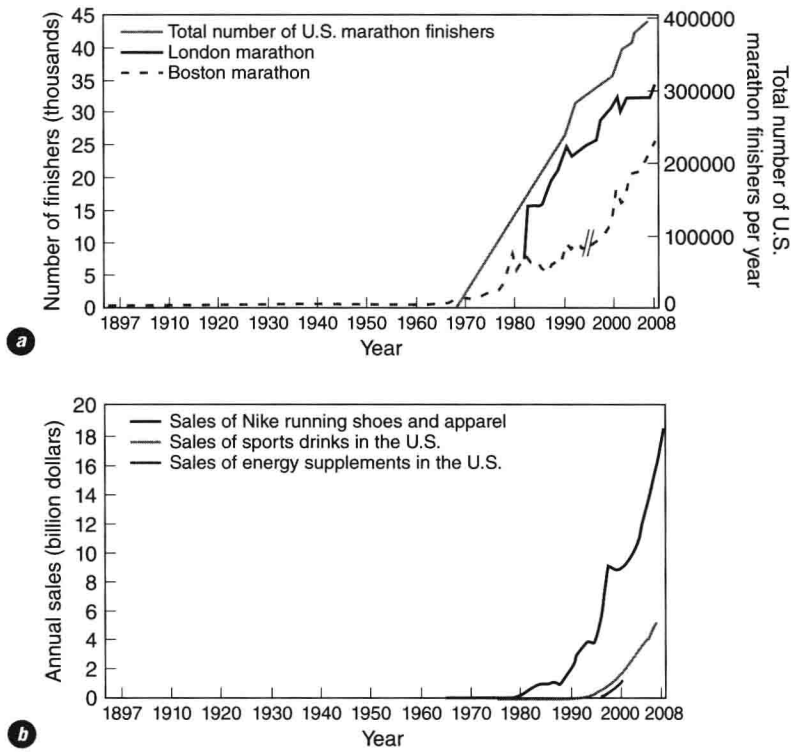 45
40
35
30
25
20
15
10
5
0
Number of finishers (thousands)
Total number of U.S. marathon finishers
London marathon
Boston marathon
400000
300000
200000
100000
0
Total number of U.S.
marathon finishers per year
1897 1910 1920 1930 1940 1950 1960 1970 1980 1990 2000 2008
Year
a
20
18
16
14
12
10
8
6
4
2
0
Annual sales (billion dollars)
Sales of Nike running shoes and apparel
Sales of sports drinks in the U.S.
Sales of energy supplements in the U.S.
1897 1910 1920 1930 1940 1950 1960 1970 1980 1990 2000 2008
Year
b